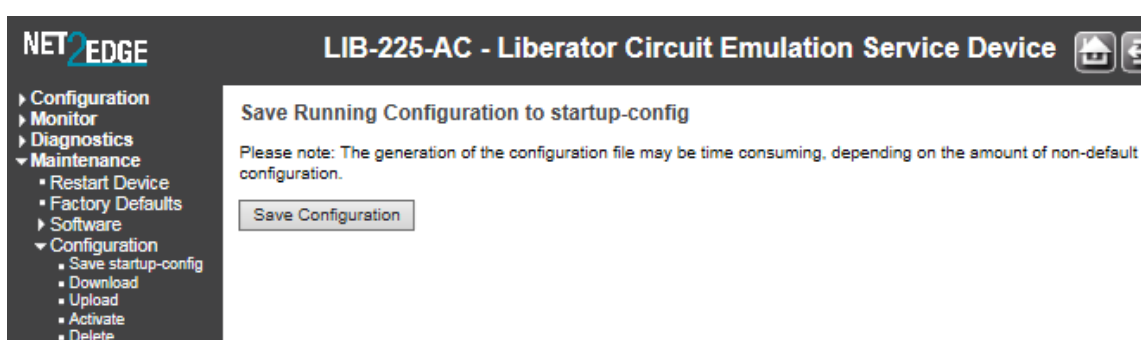 NET2EDGE
LIB-225-AC - Liberator Circuit Emulation Service Device
Configuration
Monitor
Diagnostics
Maintenance
Restart Device
Factory Defaults
Software
Configuration
Save startup-config
Download
Upload
Activate
Delete
Save Running Configuration to startup-config
Please note: The generation of the configuration file may be time consuming, depending on the amount of non-default
configuration.
Save Configuration